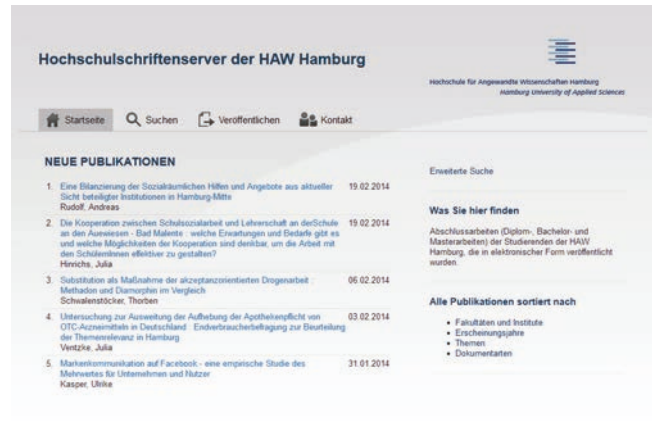 Hochschulschriftenserver der HAW Hamburg
Hochschule für Angewandte Wissenschaften Hamburg
Hamburg University of Applied Sciences
Startseite
Suchen
Veröffentlichen
Kontakt
NEUE PUBLIKATIONEN
1. Eine Bilanzierung der Sozialräumlichen Hilfen und Angebote aus aktueller 19.02.2014
Sicht beteiligter Institutionen in Hamburg-Mitte
Rudolf, Andreas
2. Die Kooperation zwischen Schulsozialarbeit und Lehrerschaft an derSchule 19.02.2014
an den Auewiesen - Bad Malente : welche Erwartungen und Bedarfe gibt es
und welche Möglichkeiten der Kooperation sind denkbar, um die Arbeit mit
den SchülerInnen effektiver zu gestalten?
Hinrichs, Julia
3. Substitution als Maßnahme der akzeptanzorientierten Drogenarbeit : 06.02.2014
Methadon und Diamorphin im Vergleich
Schwalenstöcker, Thorben
4. Untersuchung zur Ausweitung der Aufhebung der Apothekenpflicht von 03.02.2014
OTC-Arzneimitteln in Deutschland : Endverbraucherbefragung zur Beurteilung
der Themenrelevanz in Hamburg
Ventzke, Julia
5. Markenkommunikation auf Facebook - eine empirische Studie des 31.01.2014
Mehrwertes für Unternehmen und Nutzer
Kasper, Ulrike
Erweiterte Suche
Was Sie hier finden
Abschlussarbeiten (Diplom-, Bachelor- und
Masterarbeiten) der Studierenden der HAW
Hamburg, die in elektronischer Form veröffentlicht
wurden.
Alle Publikationen sortiert nach
• Fakultäten und Institute
• Erscheinungsjahre
• Themen
• Dokumentarten